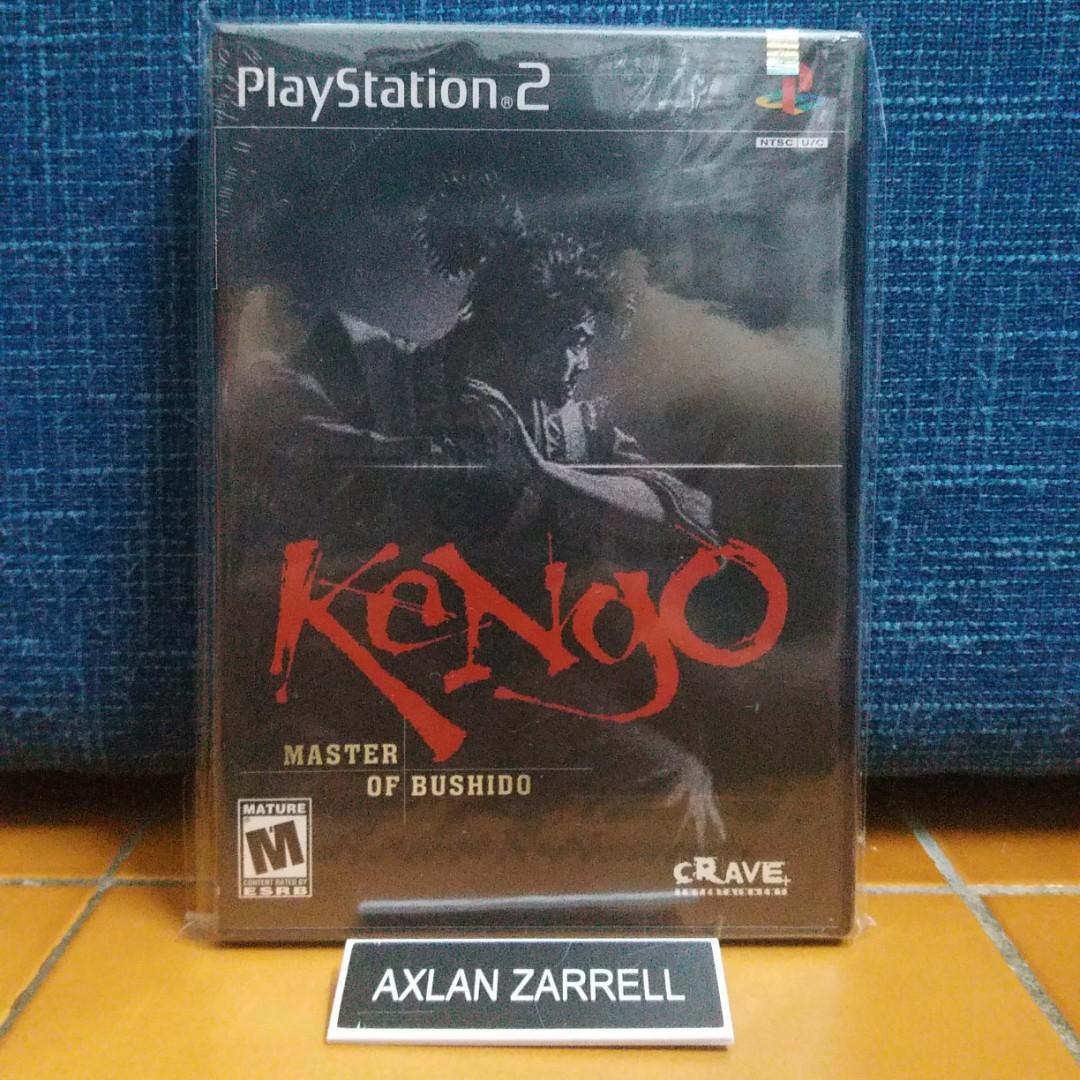 PlayStation®2
NTSC U/C
KeNgO
MASTER
OF BUSHIDO
MATURE
M
CONTENT RATED BY
ESRB
CRAVE
AXLAN ZARRELL